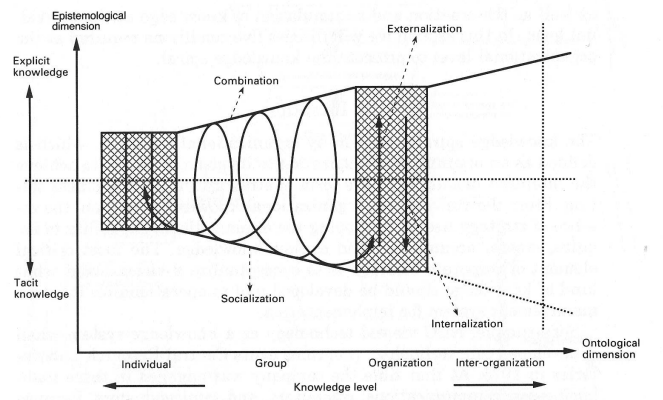 Epistemological
dimension
Externalization
Explicit
knowledge
Combination
Tacit
knowledge
Socialization
Internalization
Ontological
dimension
Individual
Group
Organization
Inter-organization
Knowledge level